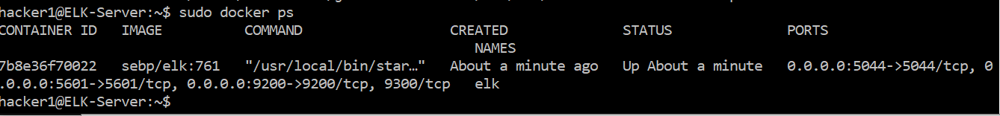 hacker1@ELK-Server:~$ sudo docker ps
CONTAINER ID   IMAGE          COMMAND                  CREATED              STATUS              PORTS
                                                          NAMES
7b8e36f70022   sebp/elk:761   "/usr/local/bin/star…"   About a minute ago   Up About a minute   0.0.0.0:5044->5044/tcp, 0
.0.0.0:5601->5601/tcp, 0.0.0.0:9200->9200/tcp, 9300/tcp   elk
hacker1@ELK-Server:~$